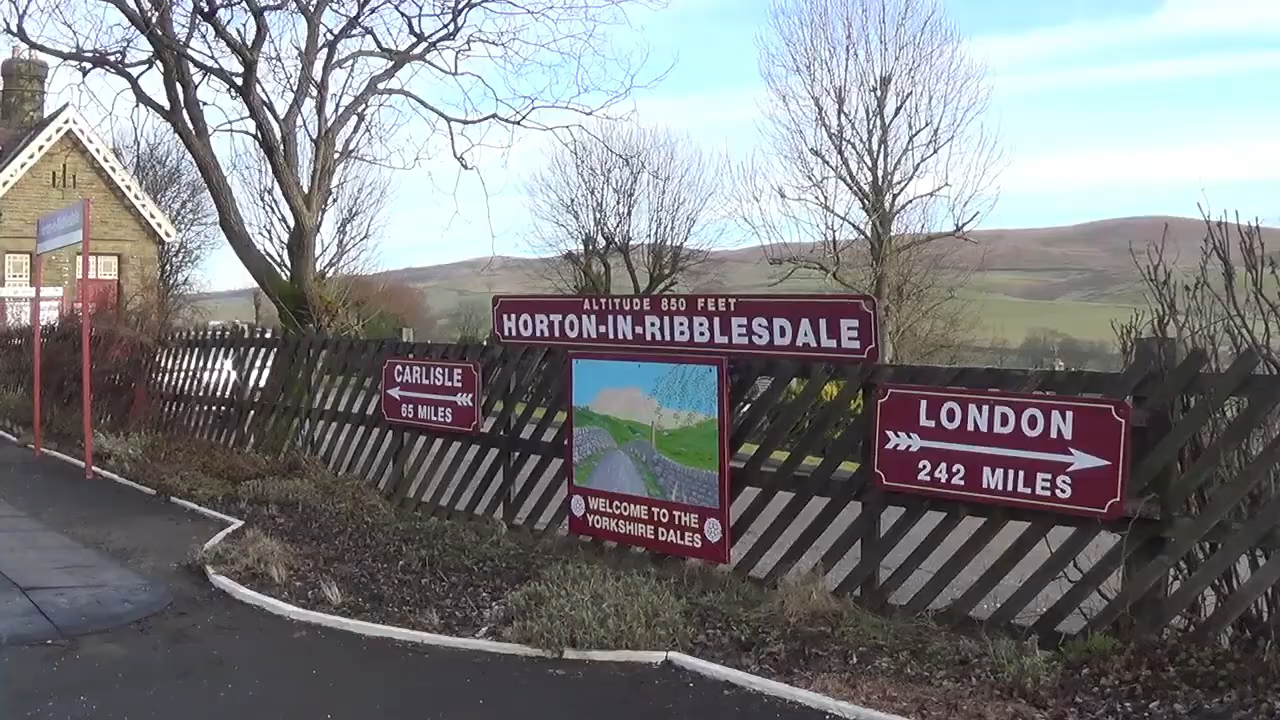 ALTITUDE 850 FEET
HORTON-IN-RIBBLESDALE
CARLISLE
65 MILES
WELCOME TO THE
YORKSHIRE DALES
LONDON
242 MILES